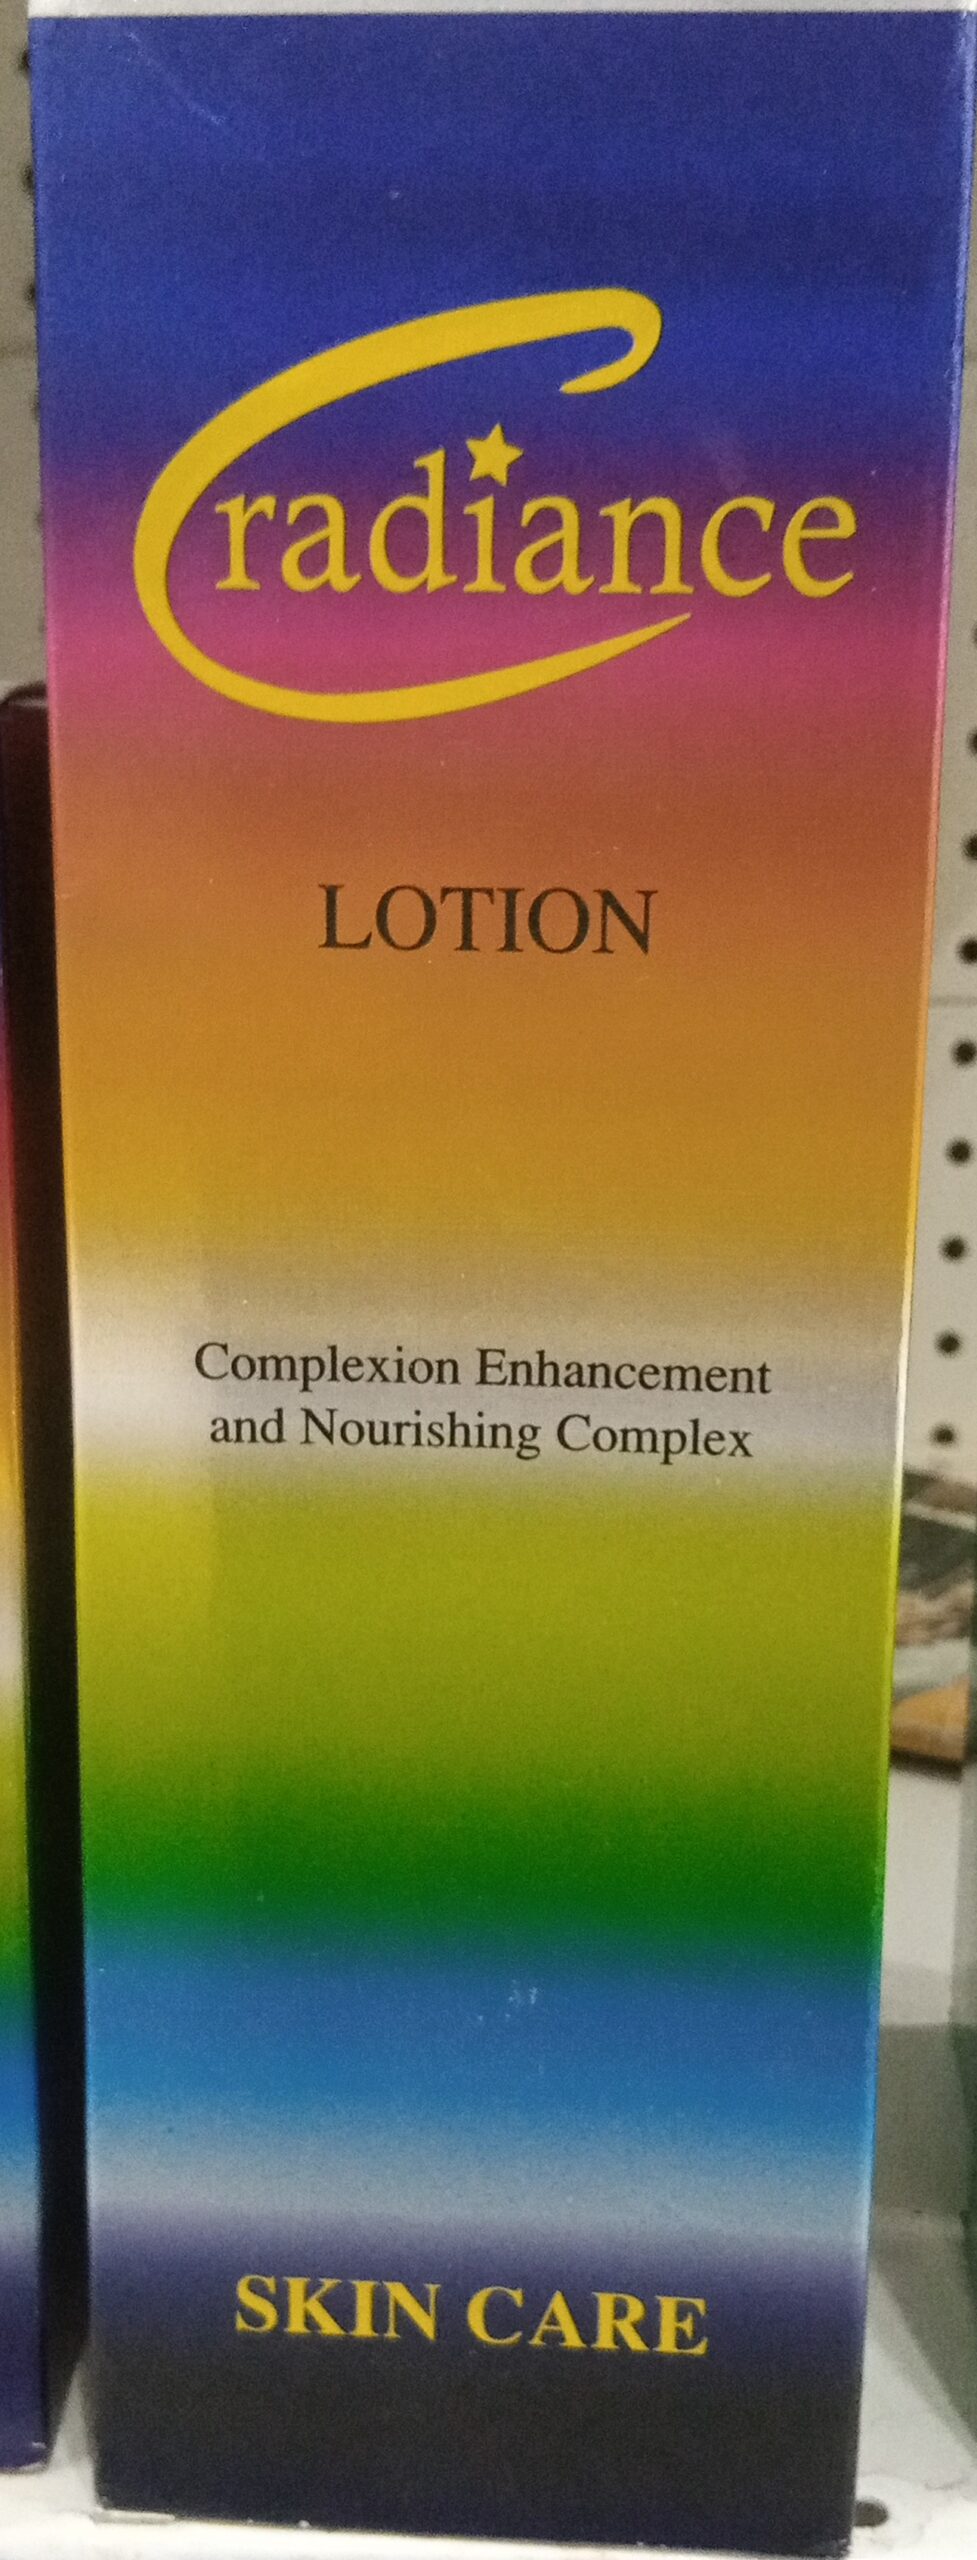 radiance
LOTION
Complexion Enhancement
and Nourishing Complex
SKIN CARE